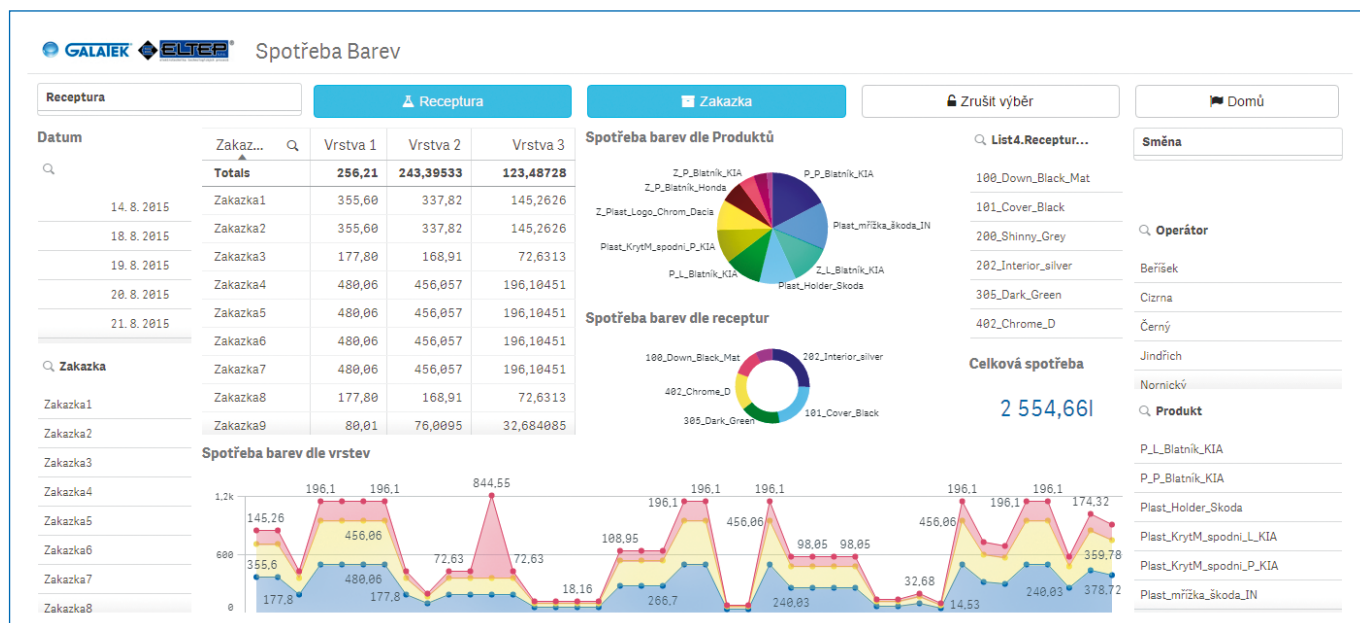 GALATEK ELTEP Spotřeba Barev
Receptura
Receptura
Zakazka
Zrušit výběr
Domů
Datum
14. 8. 2015
18. 8. 2015
19. 8. 2015
20. 8. 2015
21. 8. 2015
Zakazka
Zakazka1
Zakazka2
Zakazka3
Zakazka4
Zakazka5
Zakazka6
Zakazka7
Zakazka8
Zakaz... Vrstva 1 Vrstva 2 Vrstva 3
Totals 256,21 243,39533 123,48728
Zakazka1 355,60 337,82 145,2626
Zakazka2 355,60 337,82 145,2626
Zakazka3 177,80 168,91 72,6313
Zakazka4 480,06 456,057 196,10451
Zakazka5 480,06 456,057 196,10451
Zakazka6 480,06 456,057 196,10451
Zakazka7 480,06 456,057 196,10451
Zakazka8 177,80 168,91 72,6313
Zakazka9 80,01 76,0095 32,684085
Spotřeba barev dle Produktů
Z_P_Blatník_KIA
P_P_Blatník_KIA
Z_P_Blatník_Honda
Z_Plast_Logo_Chrom_Dacia
Plast_mřížka_škoda_IN
Plast_KrytM_spodni_P_KIA
P_L_Blatník_KIA
Z_L_Blatník_KIA
Plast_Holder_Skoda
Spotřeba barev dle receptur
100_Down_Black_Mat
202_Interior_silver
402_Chrome_D
305_Dark_Green
101_Cover_Black
List4.Receptur...
100_Down_Black_Mat
101_Cover_Black
200_Shinny_Grey
202_Interior_silver
305_Dark_Green
402_Chrome_D
Celková spotřeba
2 554,66l
Směna
Operátor
Beříšek
Cizrna
Černý
Jindřich
Nornický
Produkt
P_L_Blatník_KIA
P_P_Blatník_KIA
Plast_Holder_Skoda
Plast_KrytM_spodni_L_KIA
Plast_KrytM_spodni_P_KIA
Plast_mřížka_škoda_IN
Spotřeba barev dle vrstev
1,2k
600
0
145,26 196,1 196,1 72,63 844,55 72,63 18,16 108,95 196,1 196,1 196,1 98,05 98,05 32,68 196,1 196,1 196,1 174,32
355,6 456,06 456,06 456,06 359,78
177,8 480,06 177,8 266,7 240,03 14,53 240,03 378,72